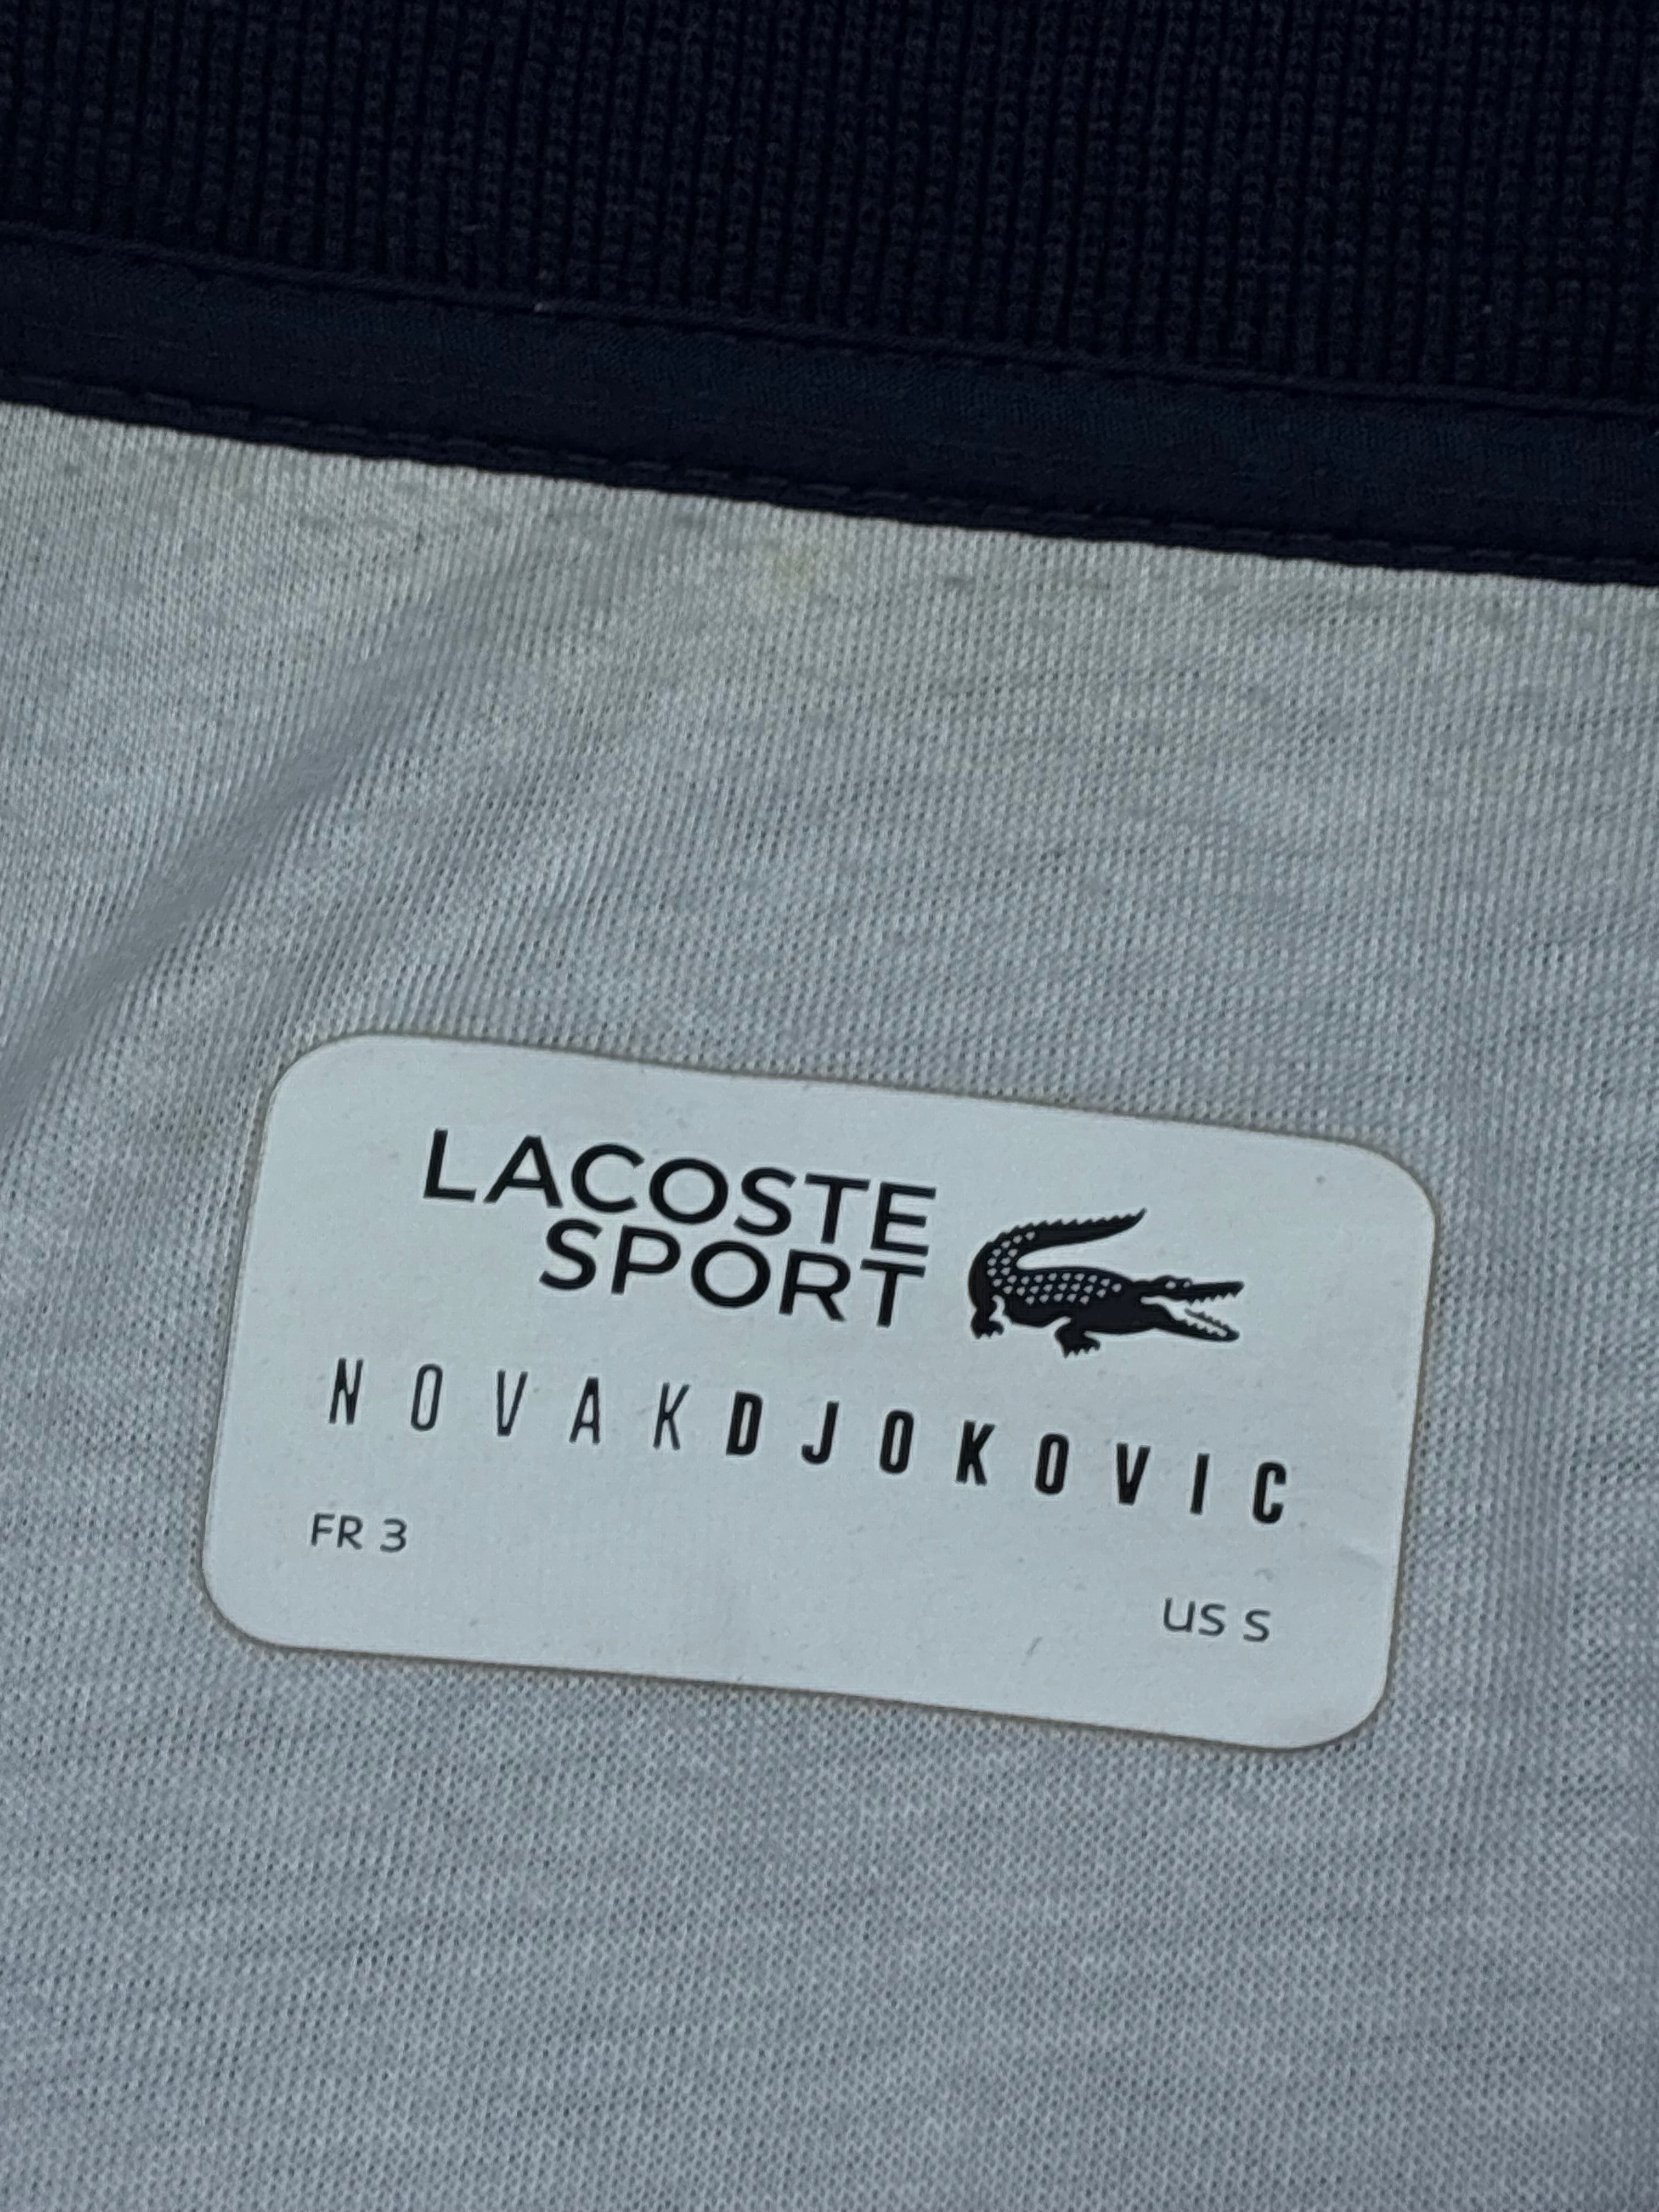 LACOSTE
SPORT
NOVAKDJOKOVIC
FR 3
US S